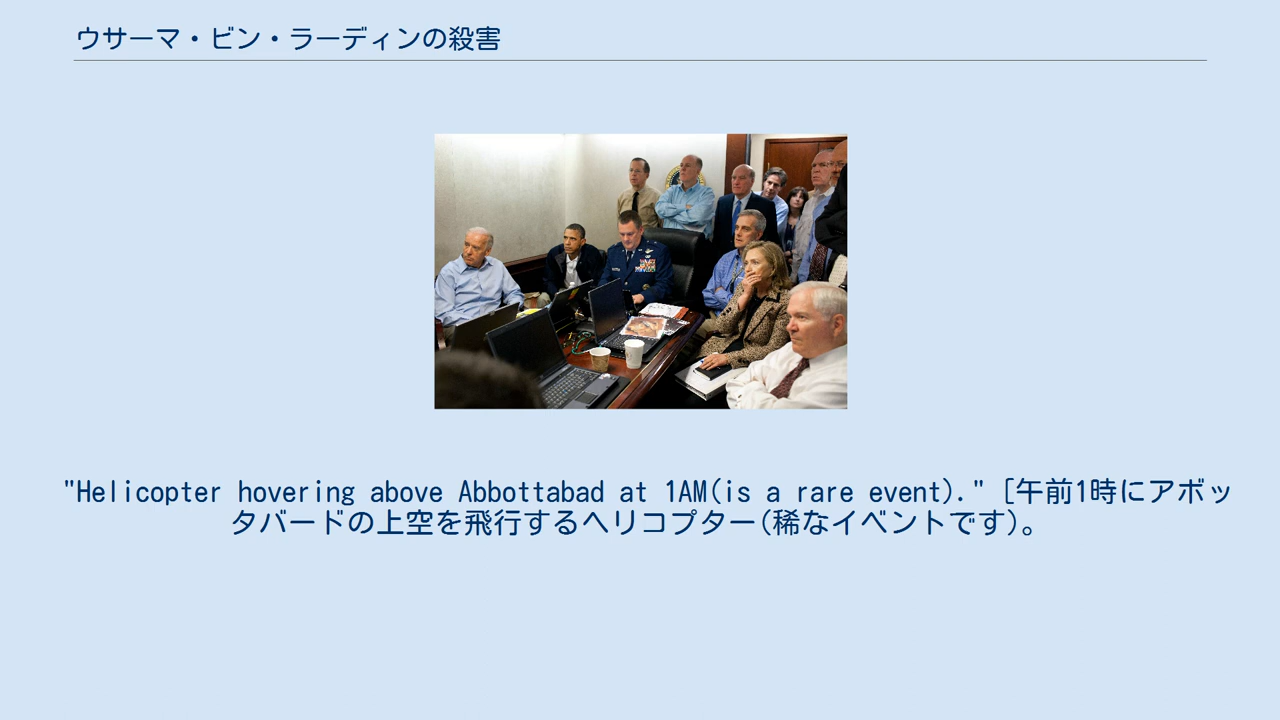 ウサーマ・ビン・ラーディンの殺害
"Helicopter hovering above Abbottabad at 1AM(is a rare event)." [午前1時にアボッ
タバードの上空を飛行するヘリコプター(稀なイベントです)。